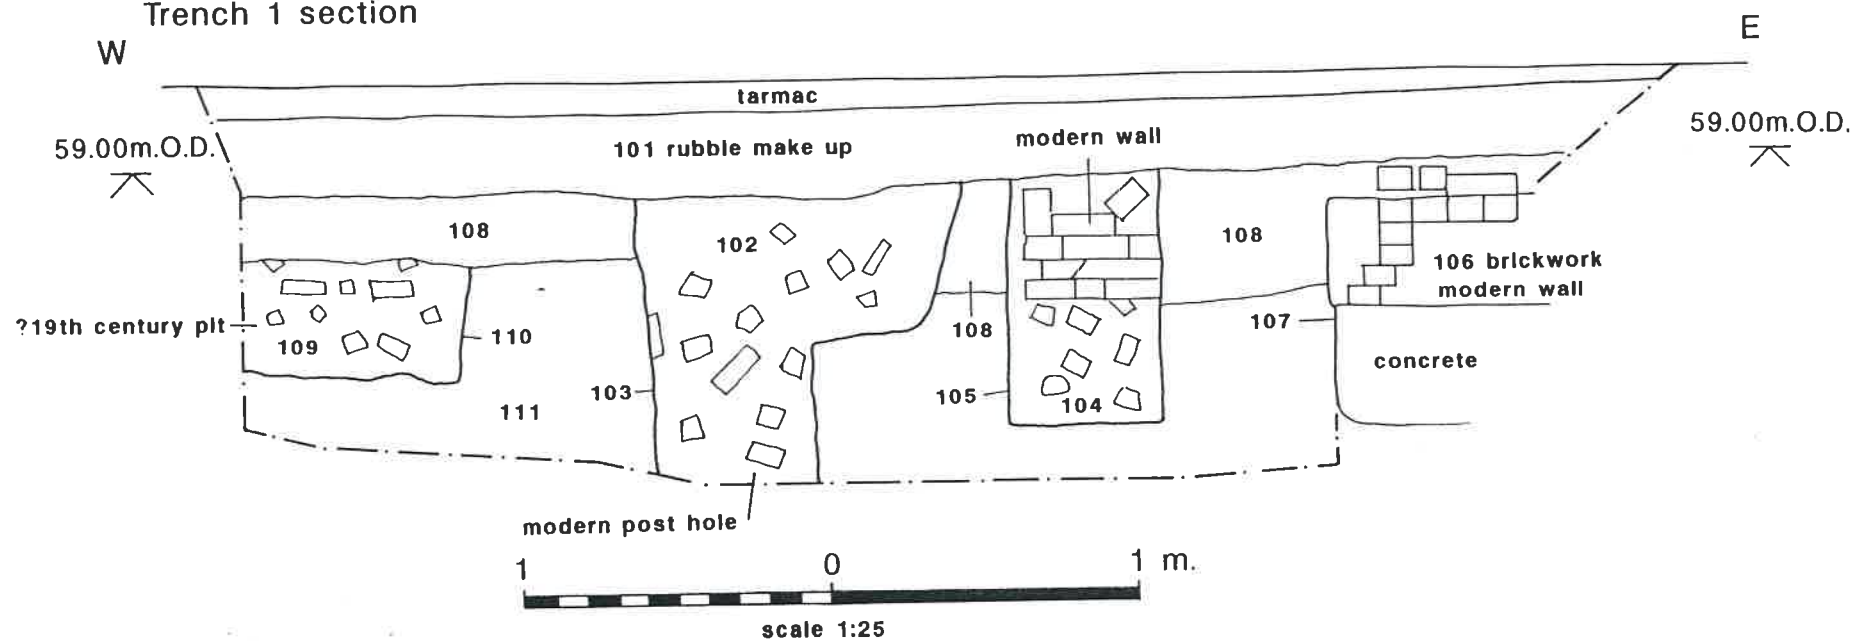 Trench 1 section
W
E
tarmac
59.00m.O.D.
59.00m.O.D.
101 rubble make up
modern wall
108
102
108
106 brickwork
modern wall
?19th century pit
109
110
108
107
concrete
103
111
105
104
modern post hole
1 0 1 m.
scale 1:25